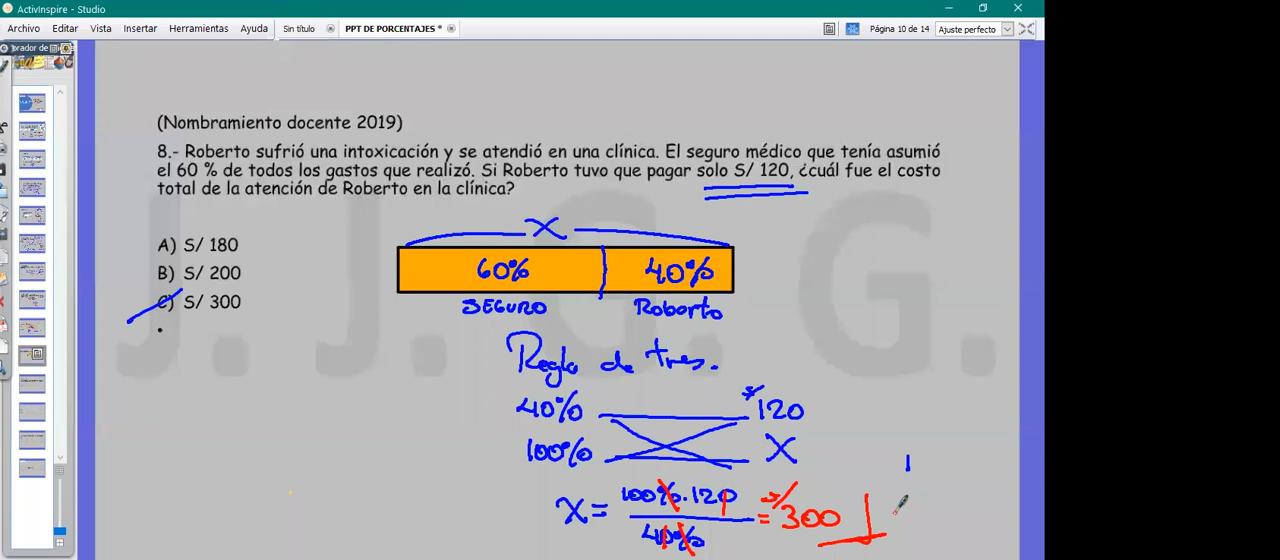 ActivInspire - Studio
Archivo Editar Vista Insertar Herramientas Ayuda Sin título PPT DE PORCENTAJES * Página 10 de 14 Ajuste perfecto
(Nombramiento docente 2019)
8.- Roberto sufrió una intoxicación y se atendió en una clínica. El seguro médico que tenía asumió
el 60 % de todos los gastos que realizó. Si Roberto tuvo que pagar solo S/ 120, ¿cuál fue el costo
total de la atención de Roberto en la clínica?
A) S/ 180
B) S/ 200
C) S/ 300
X
60% 40%
SEGURO Roberto
Regla de tres.
40% S/120
100% X
X = 100%.120 / 40% = S/300
J. J. G. G.